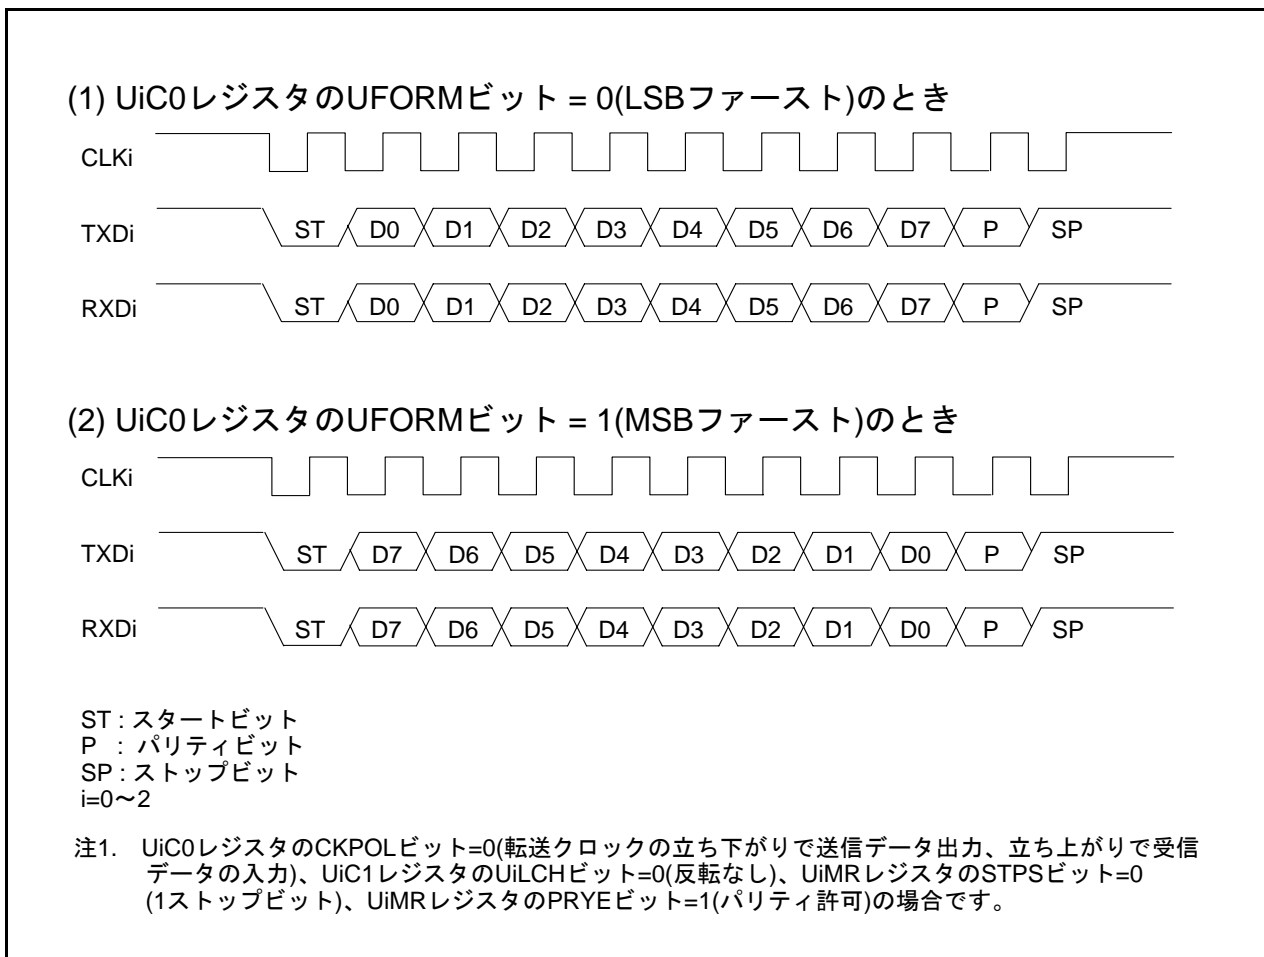 (1) UiC0レジスタのUFORMビット = 0(LSBファースト)のとき
CLKi
TXDi ST D0 D1 D2 D3 D4 D5 D6 D7 P SP
RXDi ST D0 D1 D2 D3 D4 D5 D6 D7 P SP
(2) UiC0レジスタのUFORMビット = 1(MSBファースト)のとき
CLKi
TXDi ST D7 D6 D5 D4 D3 D2 D1 D0 P SP
RXDi ST D7 D6 D5 D4 D3 D2 D1 D0 P SP
ST : スタートビット
P : パリティビット
SP : ストップビット
i=0〜2
注1. UiC0レジスタのCKPOLビット=0(転送クロックの立ち下がりで送信データ出力、立ち上がりで受信
データの入力)、UiC1レジスタのUiLCHビット=0(反転なし)、UiMRレジスタのSTPSビット=0
(1ストップビット)、UiMRレジスタのPRYEビット=1(パリティ許可)の場合です。